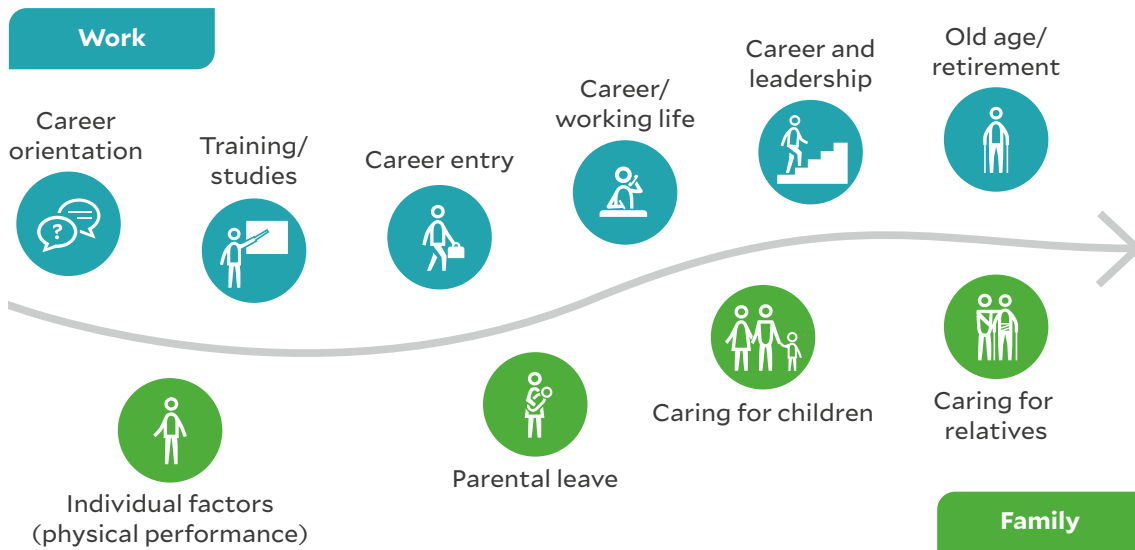 Work
Career
orientation
?
Training/
studies
Career entry
Career/
working life
Career and
leadership
Old age/
retirement
Individual factors
(physical performance)
Parental leave
Caring for children
Caring for
relatives
Family